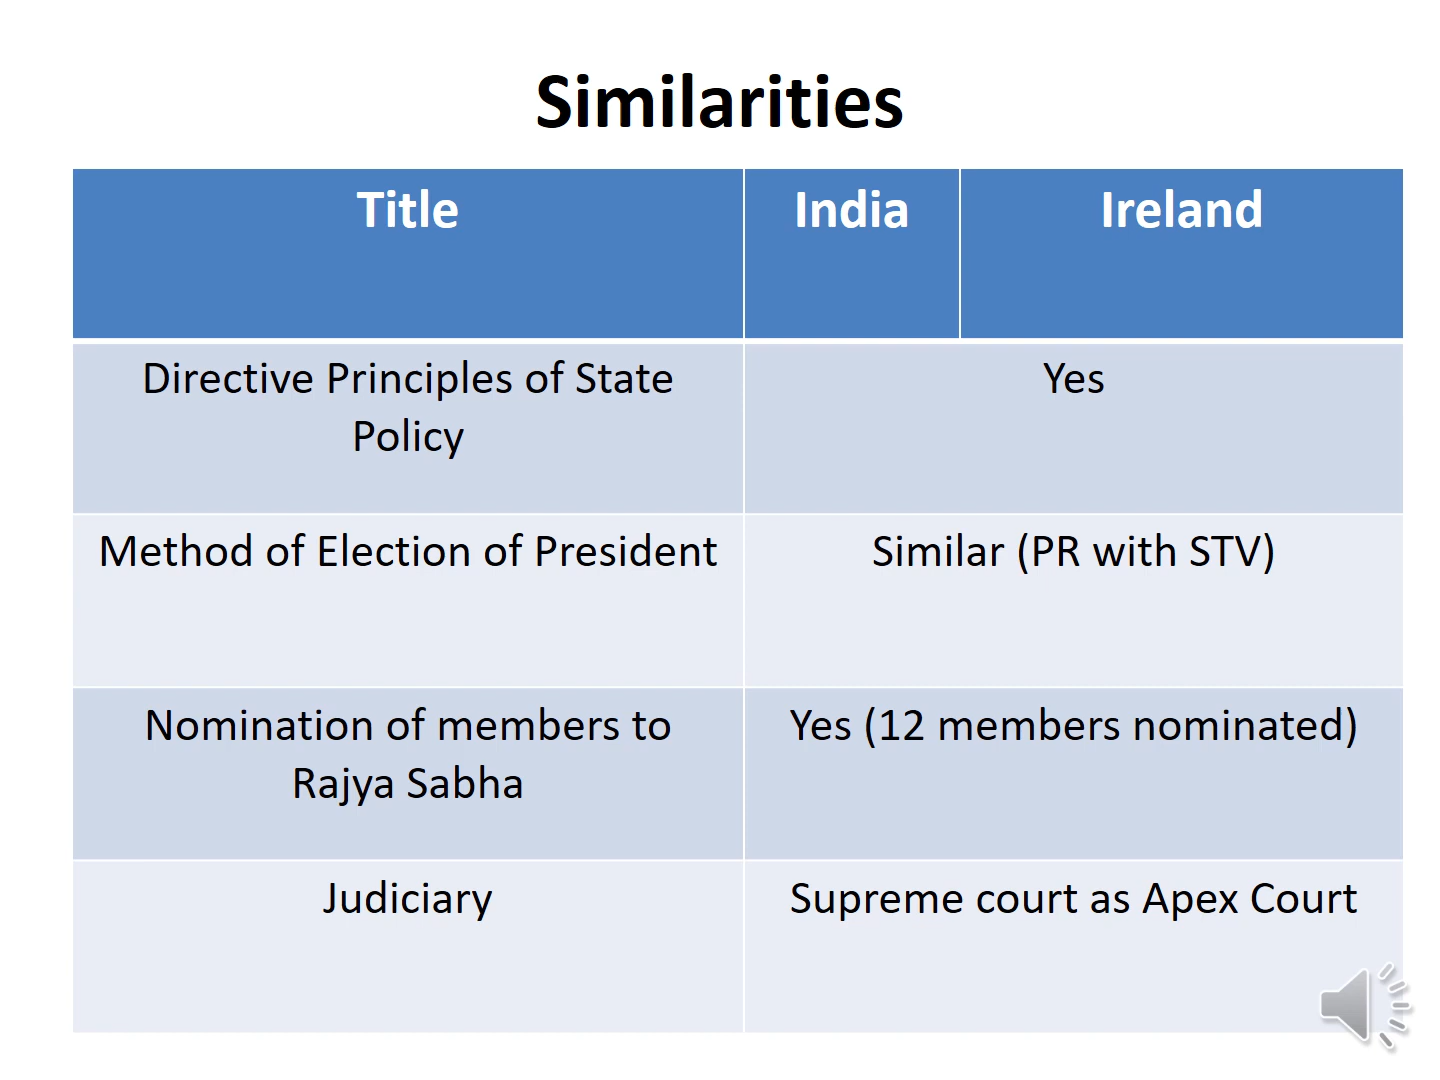 Similarities
Title
India
Ireland
Directive Principles of State
Policy
Yes
Method of Election of President
Similar (PR with STV)
Nomination of members to
Rajya Sabha
Yes (12 members nominated)
Judiciary
Supreme court as Apex Court